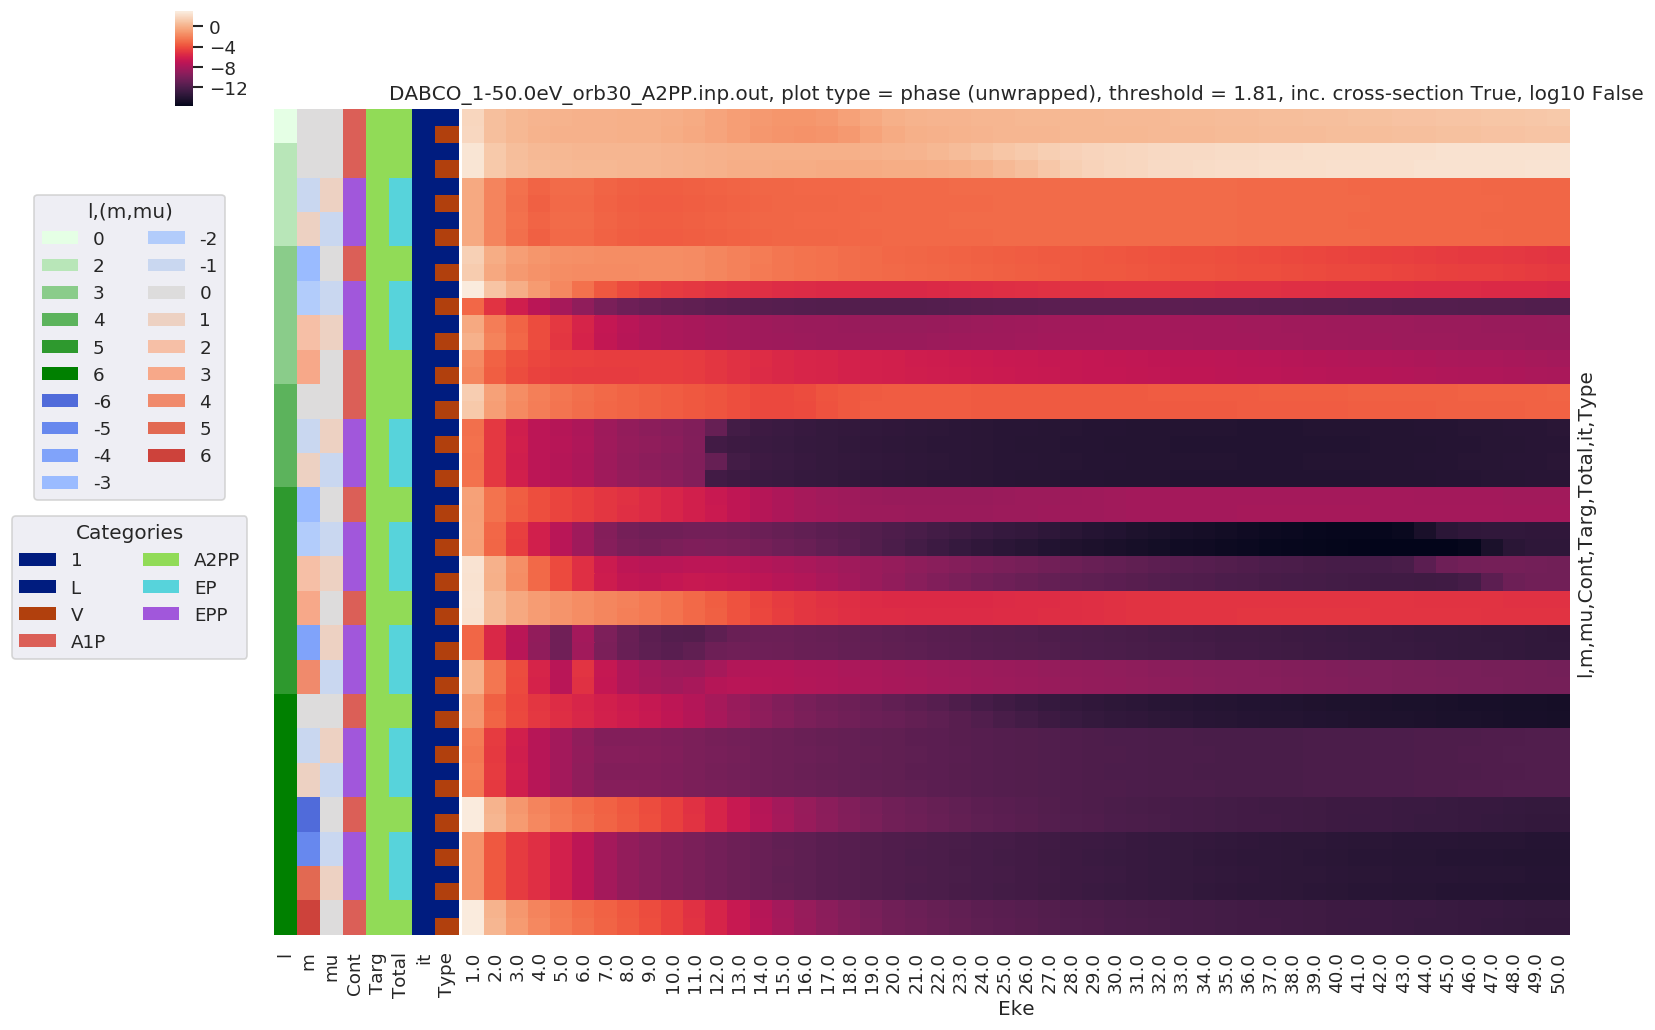 0
−4
−8
−12
DABCO_1-50.0eV_orb30_A2PP.inp.out, plot type = phase (unwrapped), threshold = 1.81, inc. cross-section True, log10 False
l,(m,mu)
0 -2
2 -1
3 0
4 1
5 2
6 3
-6 4
-5 5
-4 6
-3
Categories
1 A2PP
L EP
V EPP
A1P
l,m,mu,Cont,Targ,Total,it,Type
l m mu Cont Targ Total it Type 1.0 2.0 3.0 4.0 5.0 6.0 7.0 8.0 9.0 10.0 11.0 12.0 13.0 14.0 15.0 16.0 17.0 18.0 19.0 20.0 21.0 22.0 23.0 24.0 25.0 26.0 27.0 28.0 29.0 30.0 31.0 32.0 33.0 34.0 35.0 36.0 37.0 38.0 39.0 40.0 41.0 42.0 43.0 44.0 45.0 46.0 47.0 48.0 49.0 50.0
Eke